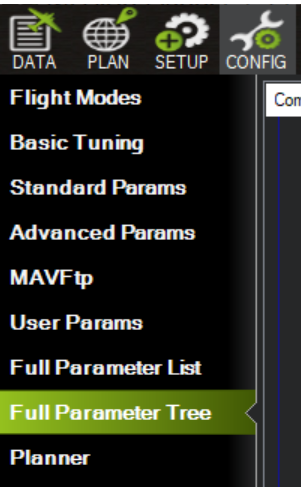 DATA PLAN SETUP CONFIG
Flight Modes
Com
Basic Tuning
Standard Params
Advanced Params
MAVFtp
User Params
Full Parameter List
Full Parameter Tree
Planner